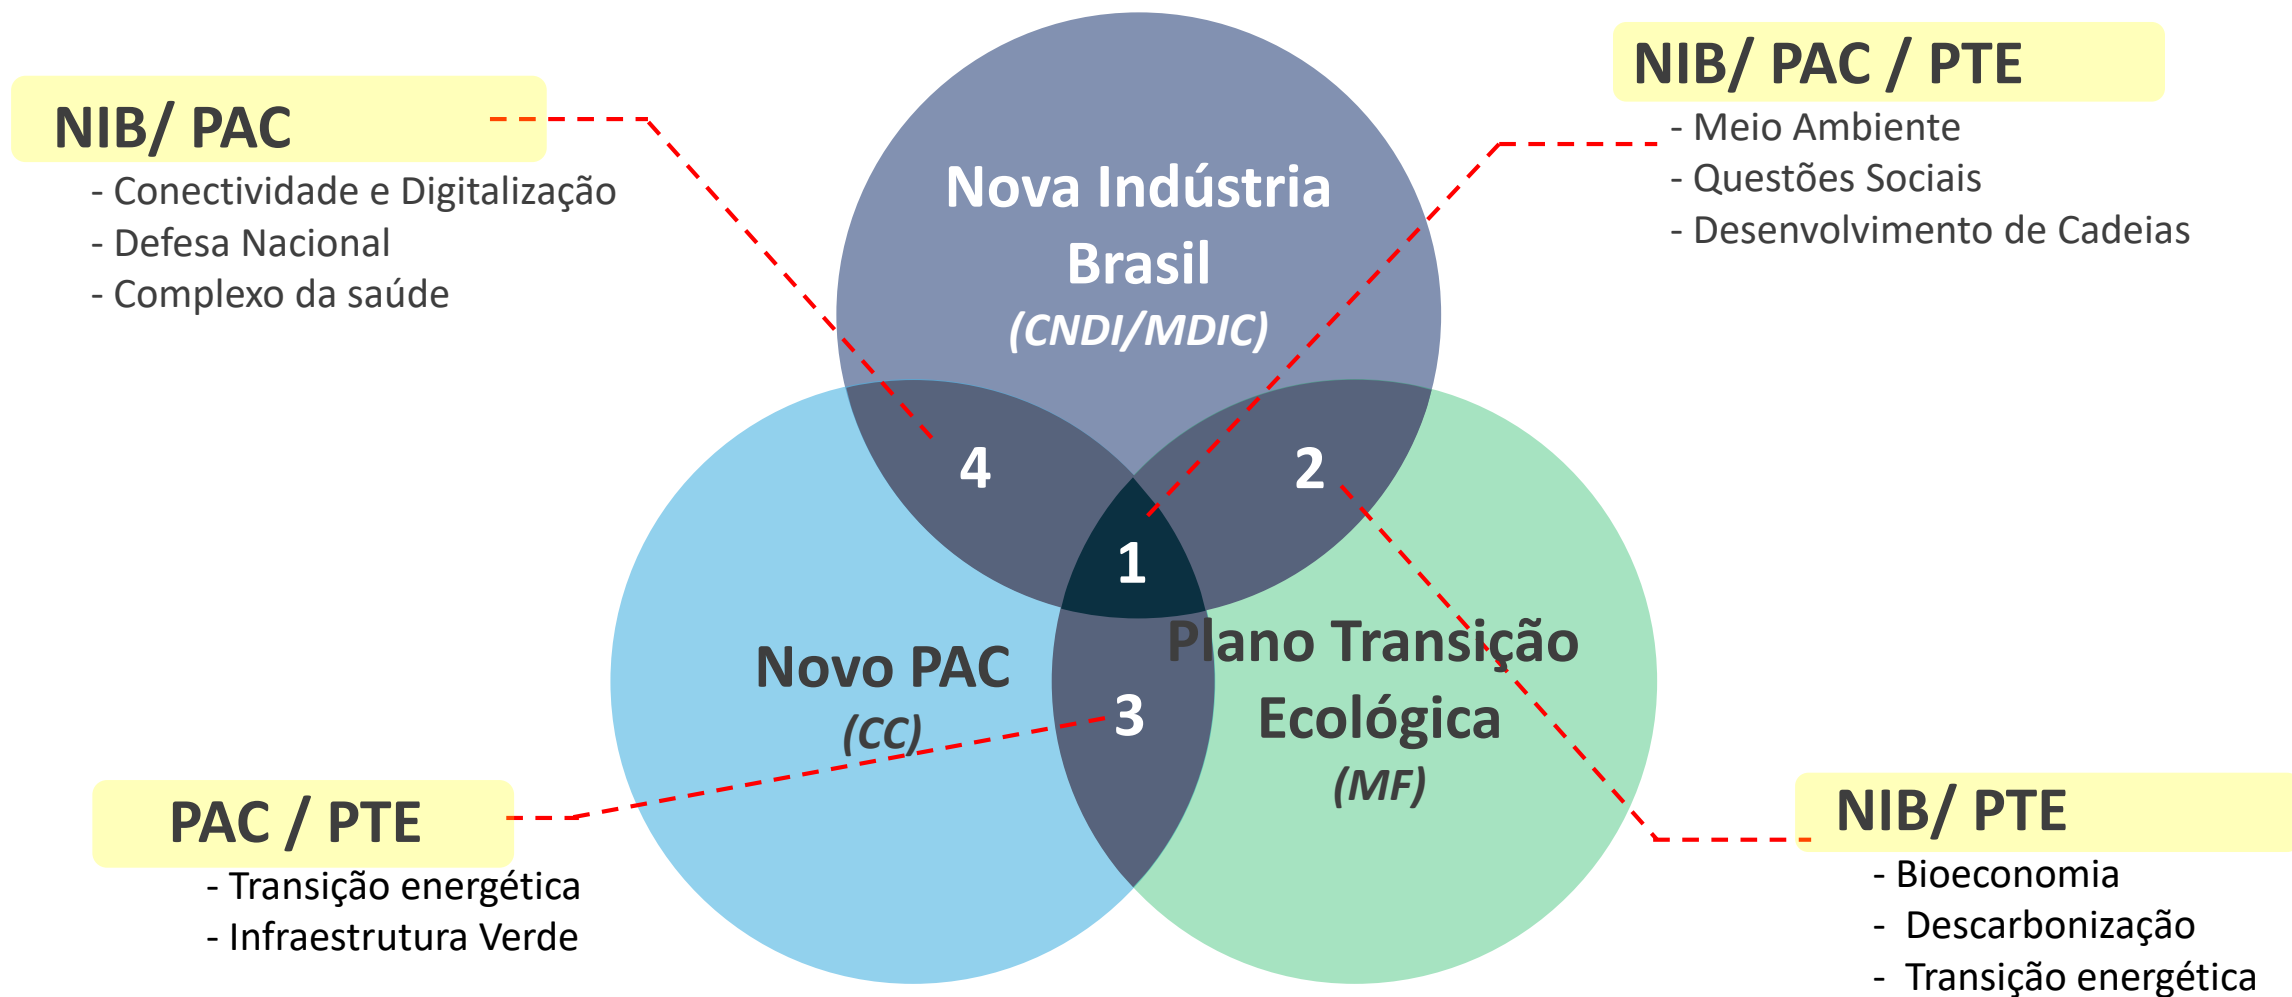 NIB/ PAC
- Conectividade e Digitalização
- Defesa Nacional
- Complexo da saúde
NIB/ PAC / PTE
- Meio Ambiente
- Questões Sociais
- Desenvolvimento de Cadeias
Nova Indústria
Brasil
(CNDI/MDIC)
4
2
1
3
Novo PAC
(CC)
Plano Transição
Ecológica
(MF)
PAC / PTE
- Transição energética
- Infraestrutura Verde
NIB/ PTE
- Bioeconomia
- Descarbonização
- Transição energética